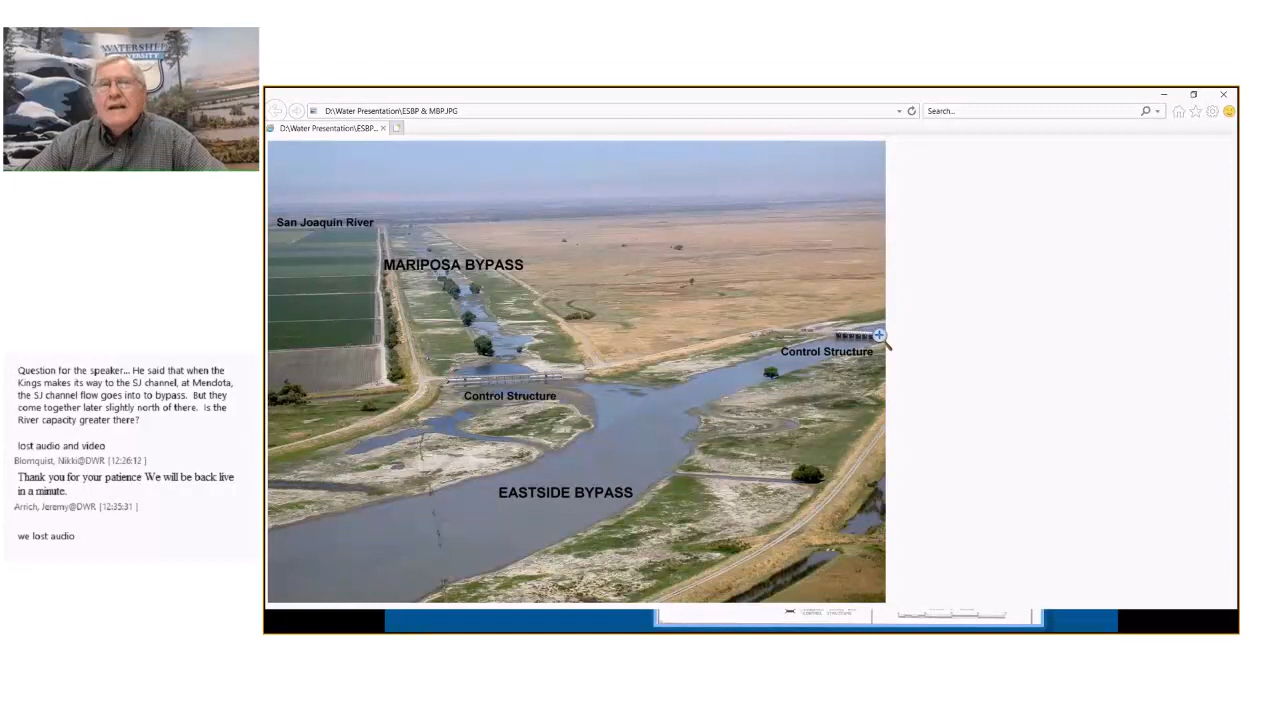 WATERSHED
UNIVERSITY
D:\Water Presentation\ESBP & MBP.JPG
Search...
D:\Water Presentation\ESBP...
San Joaquin River
MARIPOSA BYPASS
Control Structure
Control Structure
EASTSIDE BYPASS
Question for the speaker... He said that when the
Kings makes its way to the SJ channel, at Mendota,
the SJ channel flow goes into to bypass. But they
come together later slightly north of there. Is the
River capacity greater there?
lost audio and video
Blomquist, Nikki@DWR [12:26:12 ]
Thank you for your patience We will be back live
in a minute.
Arrich, Jeremy@DWR [12:35:31 ]
we lost audio
CONTROL STRUCTURE